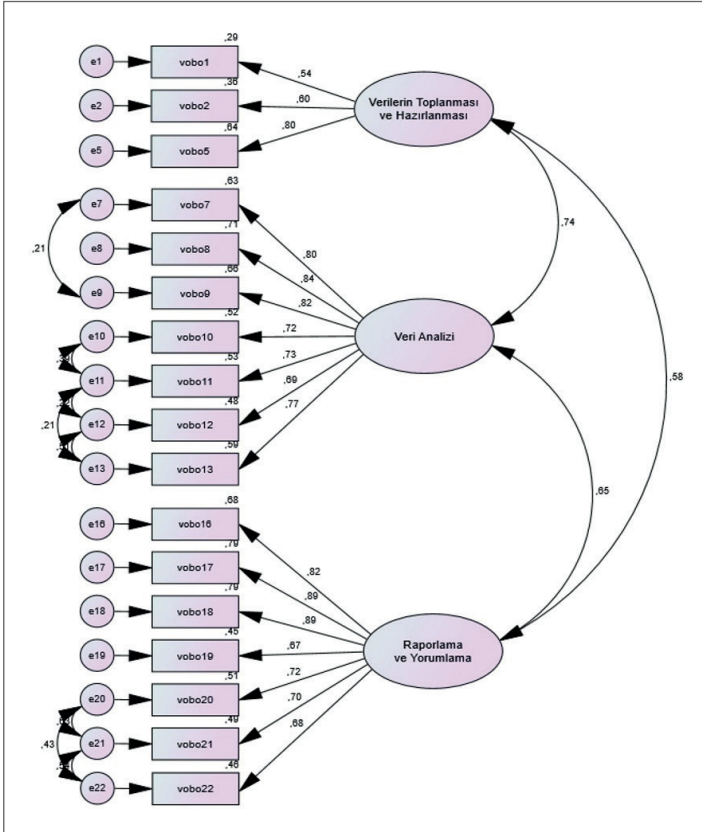 ,29
e1
vobo1
,54
,36
e2
vobo2
,60
,64
e5
vobo5
,80
Verilerin Toplanması
ve Hazırlanması
,63
e7
vobo7
,80
,71
e8
vobo8
,84
,21
,66
e9
vobo9
,82
,52
e10
vobo10
,72
,53
e11
vobo11
,73
,48
e12
vobo12
,69
,21
,59
e13
vobo13
,77
Veri Analizi
,74
,58
,65
,68
e16
vobo16
,82
,79
e17
vobo17
,89
,79
e18
vobo18
,89
,45
e19
vobo19
,67
,51
e20
vobo20
,72
,49
e21
vobo21
,70
,43
,46
e22
vobo22
,68
Raporlama
ve Yorumlama